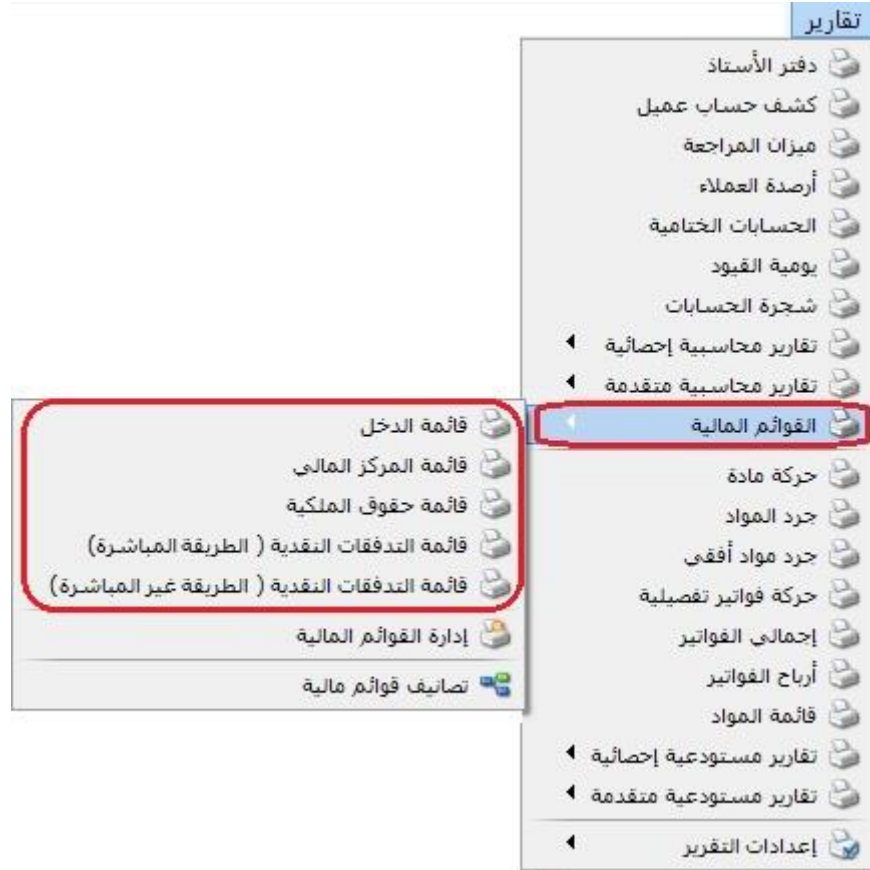 تقارير
دفتر الأستاذ
كشف حساب عميل
ميزان المراجعة
أرصدة العملاء
الحسابات الختامية
يومية القيود
شجرة الحسابات
تقارير محاسبية إحصائية
تقارير محاسبية متقدمة
القوائم المالية
قائمة الدخل
قائمة المركز المالي
قائمة حقوق الملكية
قائمة التدفقات النقدية ( الطريقة المباشرة)
قائمة التدفقات النقدية ( الطريقة غير المباشرة)
إدارة القوائم المالية
تصانيف قوائم مالية
حركة مادة
جرد المواد
جرد مواد أفقي
حركة فواتير تفصيلية
إجمالي الفواتير
أرباح الفواتير
قائمة المواد
تقارير مستودعية إحصائية
تقارير مستودعية متقدمة
إعدادات التقرير